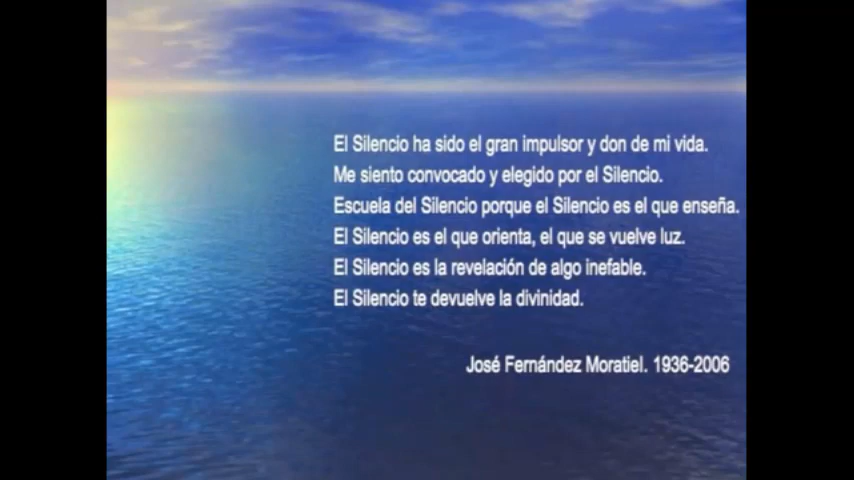 El Silencio ha sido el gran impulsor y don de mi vida.
Me siento convocado y elegido por el Silencio.
Escuela del Silencio porque el Silencio es el que enseña.
El Silencio es el que orienta, el que se vuelve luz.
El Silencio es la revelación de algo inefable.
El Silencio te devuelve la divinidad.
José Fernández Moratiel. 1936-2006